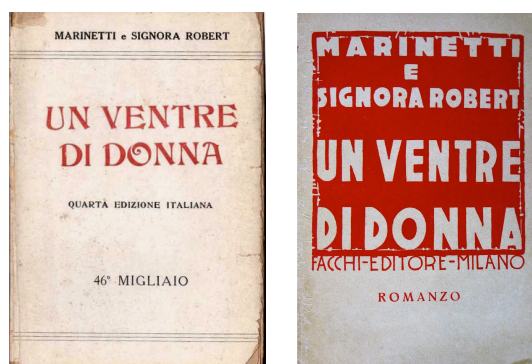 MARINETTI e SIGNORA ROBERT
UN VENTRE
DI DONNA
QUARTA EDIZIONE ITALIANA
46° MIGLIAIO
MARINETTI
E
SIGNORA ROBERT
UN VENTRE
DI DONNA
FACCHI-EDITORE-MILANO
ROMANZO